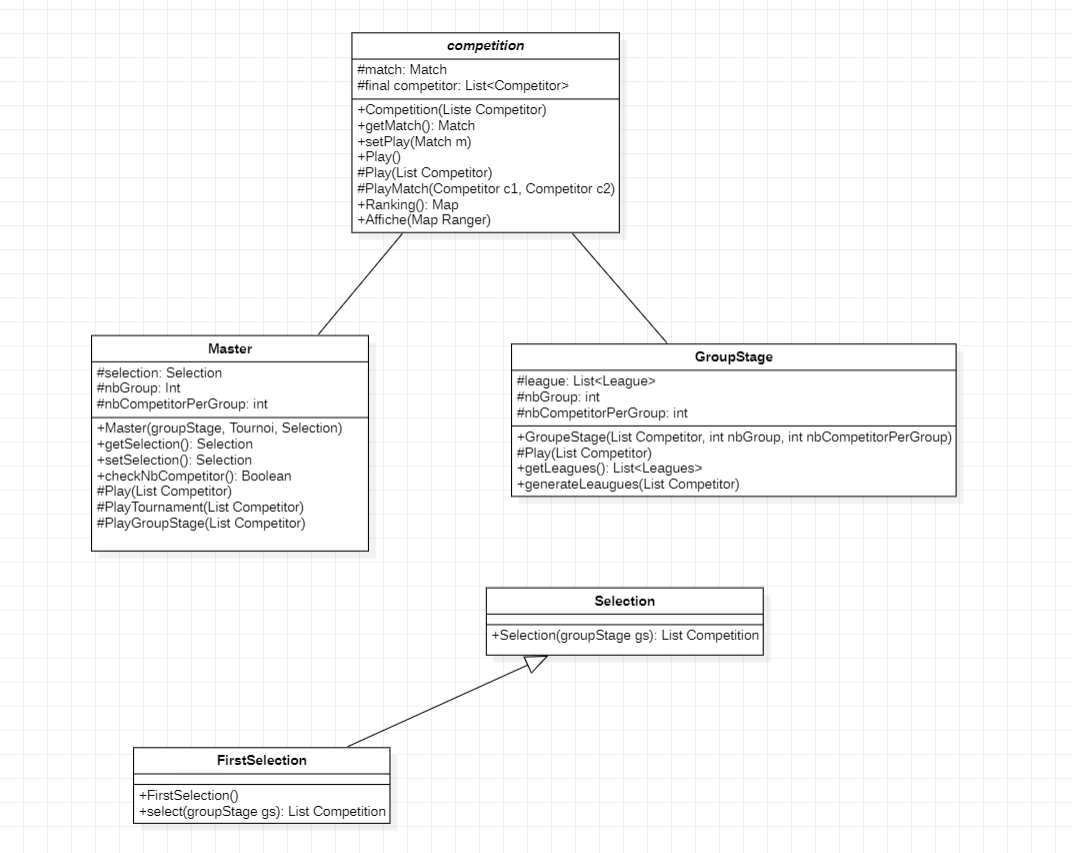 competition
#match: Match
#final competitor: List<Competitor>
+Competition(Liste Competitor)
+getMatch(): Match
+setPlay(Match m)
+Play()
#Play(List Competitor)
#PlayMatch(Competitor c1, Competitor c2)
+Ranking(): Map
+Affiche(Map Ranger)
Master
#selection: Selection
#nbGroup: Int
#nbCompetitorPerGroup: int
+Master(groupStage, Tournoi, Selection)
+getSelection(): Selection
+setSelection(): Selection
+checkNbCompetitor(): Boolean
#Play(List Competitor)
#PlayTournament(List Competitor)
#PlayGroupStage(List Competitor)
GroupStage
#league: List<League>
#nbGroup: int
#nbCompetitorPerGroup: int
+GroupeStage(List Competitor, int nbGroup, int nbCompetitorPerGroup)
#Play(List Competitor)
+getLeagues(): List<Leagues>
+generateLeaugues(List Competitor)
Selection
+Selection(groupStage gs): List Competition
FirstSelection
+FirstSelection()
+select(groupStage gs): List Competition